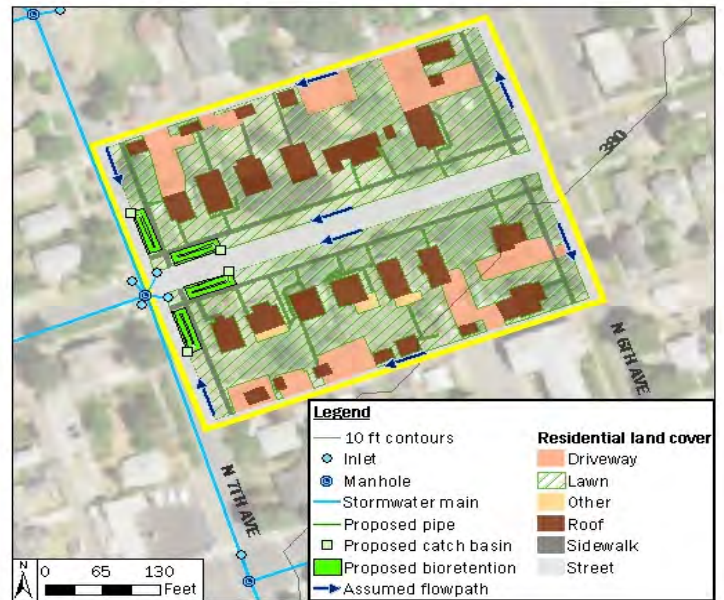 380
N 6TH AVE
N 7TH AVE
N
0 65 130
Feet
Legend
10 ft contours
Inlet
Manhole
Stormwater main
Proposed pipe
Proposed catch basin
Proposed bioretention
Assumed flowpath
Residential land cover
Driveway
Lawn
Other
Roof
Sidewalk
Street